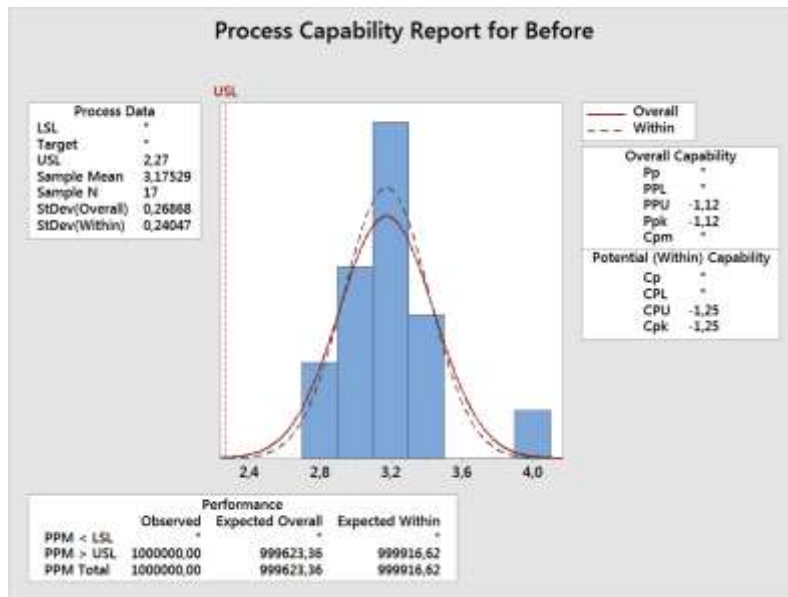 Process Capability Report for Before
USL
Process Data
LSL *
Target *
USL 2,27
Sample Mean 3,17529
Sample N 17
StDev(Overall) 0,26868
StDev(Within) 0,24047
Overall
Within
Overall Capability
Pp *
PPL *
PPU -1,12
Ppk -1,12
Cpm *
Potential (Within) Capability
Cp *
CPL *
CPU -1,25
Cpk -1,25
2,4 2,8 3,2 3,6 4,0
Performance
Observed Expected Overall Expected Within
PPM < LSL * * *
PPM > USL 1000000,00 999623,36 999916,62
PPM Total 1000000,00 999623,36 999916,62